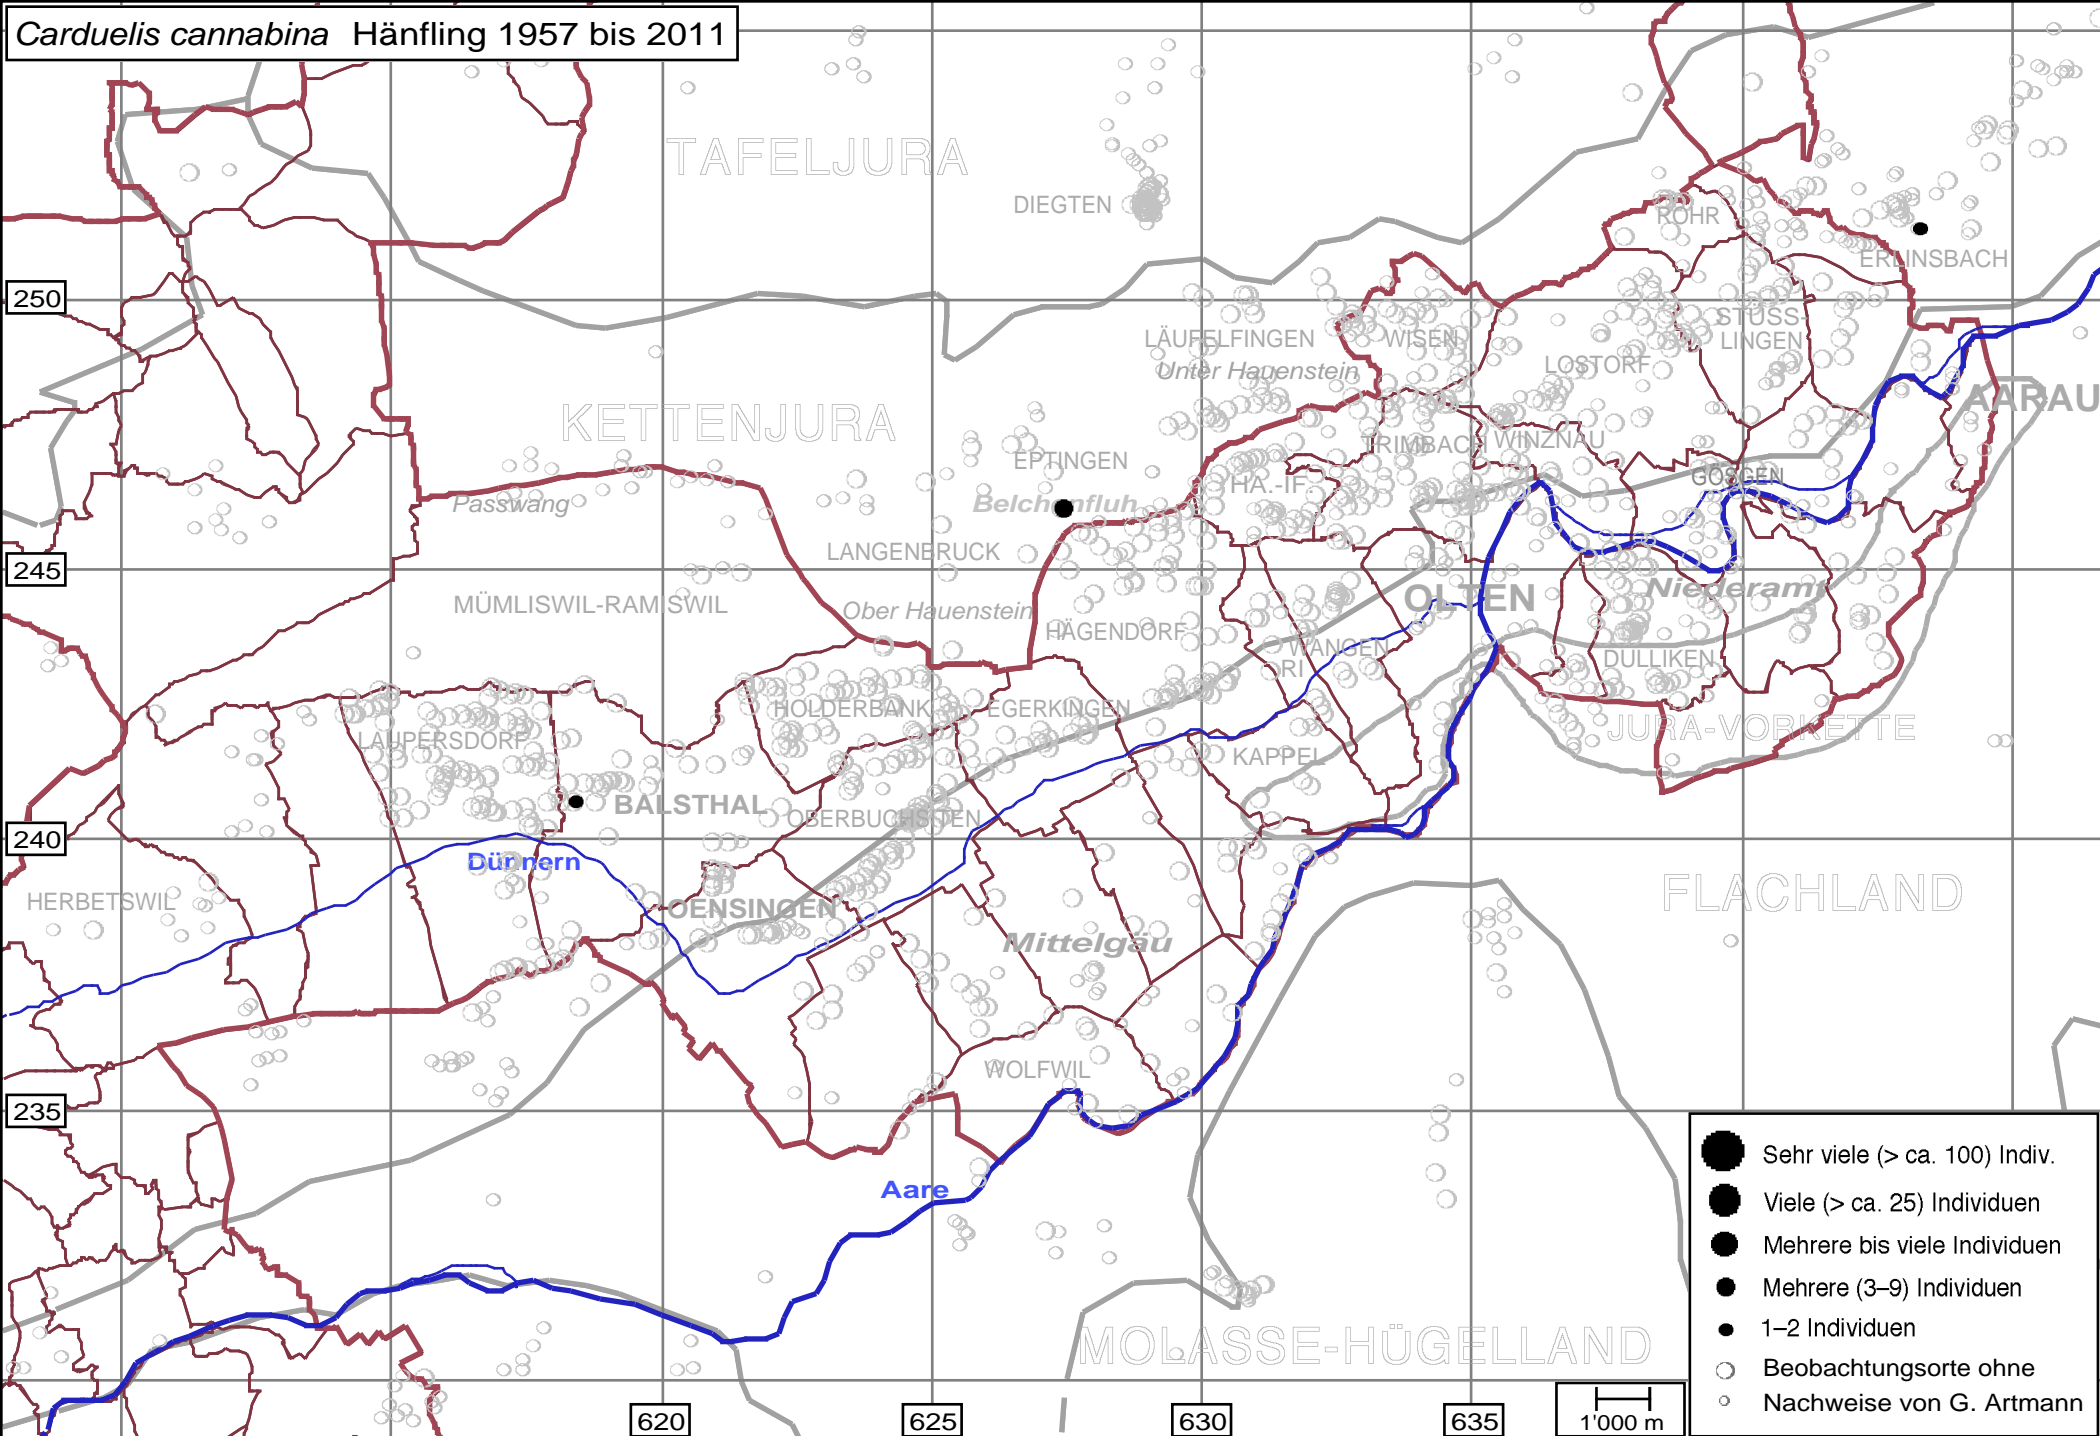 Carduelis cannabina Hänfling 1957 bis 2011
TAFELJURA
DIEGTEN
ROHR
ERLINSBACH
250
LÄUFELFINGEN
WISEN
STÜSS-
LINGEN
Unter Hauenstein
LOSTORF
AARAU
KETTENJURA
TRIMBACH
WINZNAU
EPTINGEN
GÖSGEN
HA.-IF.
Passwang
Belchenfluh
LANGENBRUCK
245
MÜMLISWIL-RAMISWIL
Ober Hauenstein
OLTEN
Niederamt
HÄGENDORF
WANGEN
RI
DULLIKEN
HOLDERBANK
EGERKINGEN
JURA-VORKETTE
LAUPERSDORF
KAPPEL
BALSTHAL
OBERBUCHSITEN
240
Dünnern
HERBETSWIL
OENSINGEN
FLACHLAND
Mittelgäu
WOLFWIL
235
Aare
MOLASSE-HÜGELLAND
Sehr viele (> ca. 100) Indiv.
Viele (> ca. 25) Individuen
Mehrere bis viele Individuen
Mehrere (3–9) Individuen
1–2 Individuen
Beobachtungsorte ohne
Nachweise von G. Artmann
620
625
630
635
1'000 m